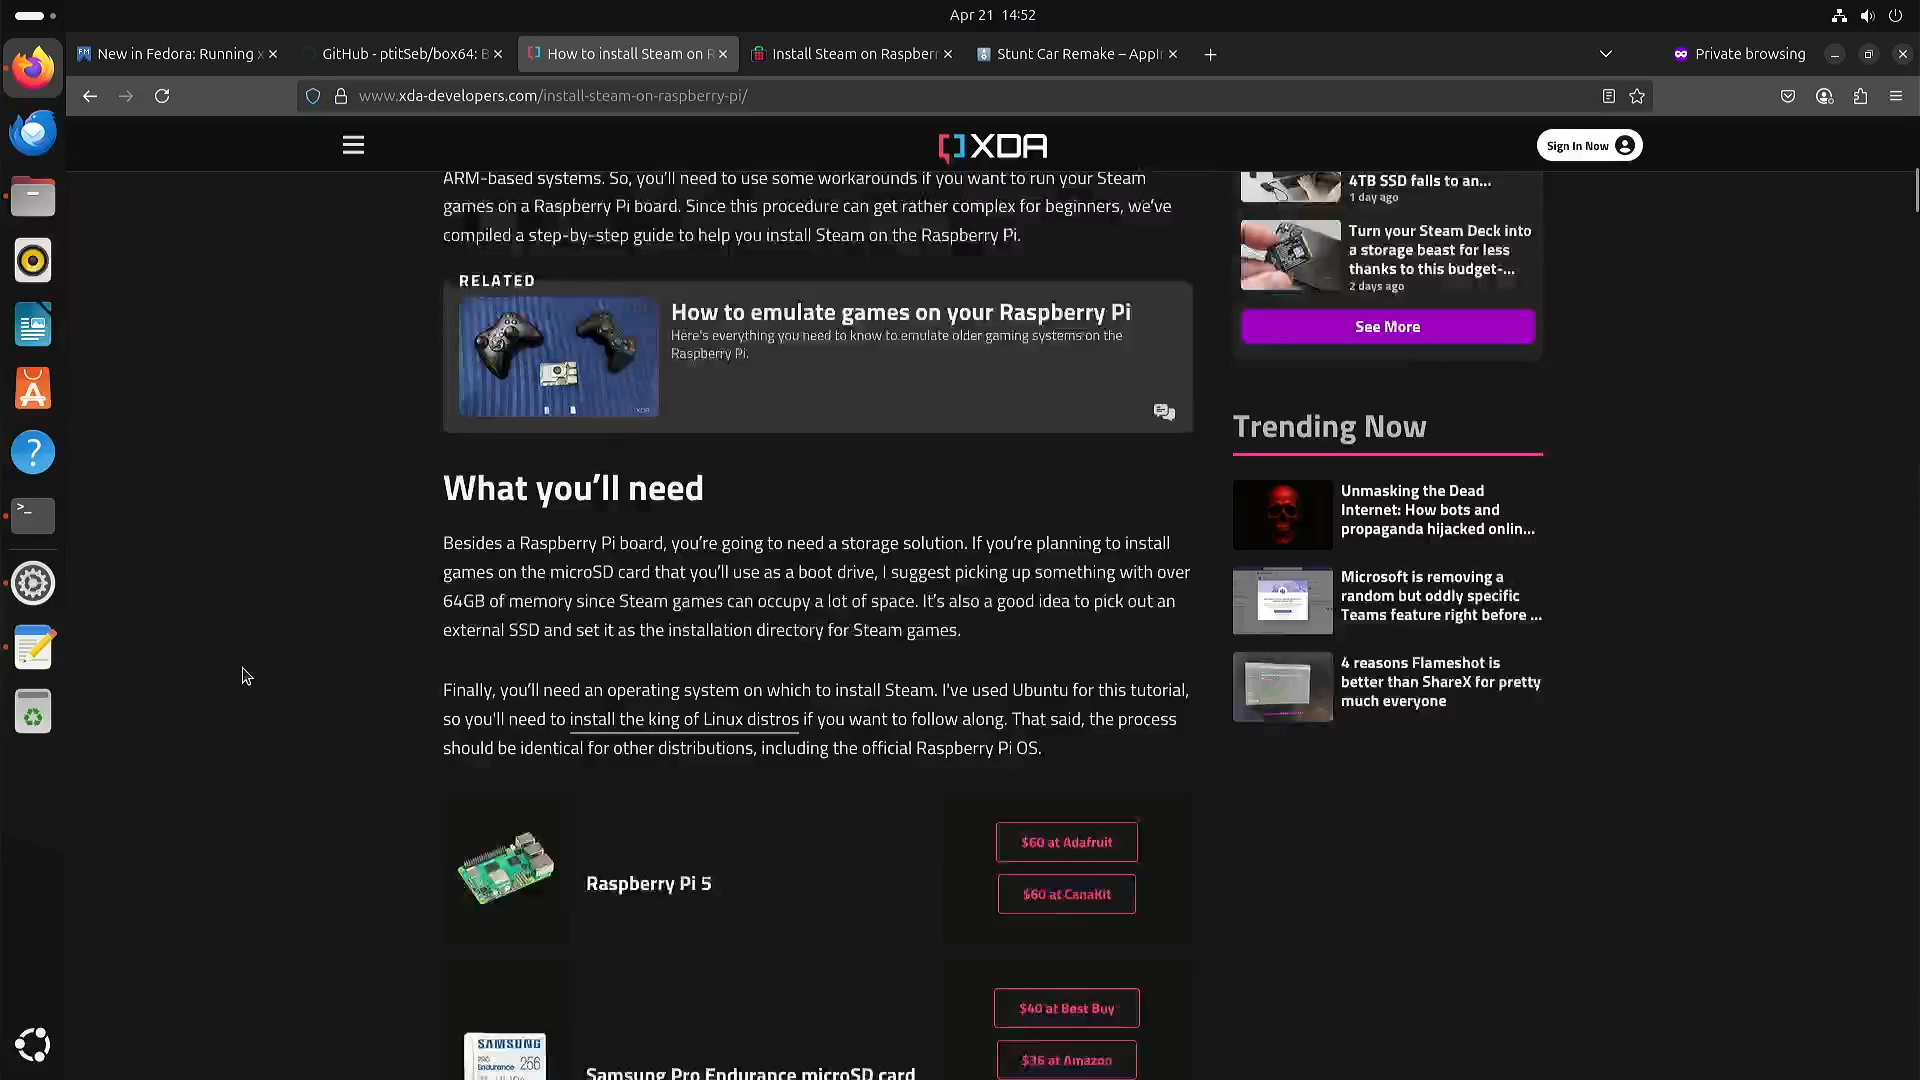 Apr 21 14:52
New in Fedora: Running x
GitHub - ptitSeb/box64: B
How to install Steam on R
Install Steam on Raspberr
Stunt Car Remake – AppI
Private browsing
www.xda-developers.com/install-steam-on-raspberry-pi/
XDA
Sign In Now
ARM-based systems. So, you’ll need to use some workarounds if you want to run your Steam
games on a Raspberry Pi board. Since this procedure can get rather complex for beginners, we’ve
compiled a step-by-step guide to help you install Steam on the Raspberry Pi.
RELATED
How to emulate games on your Raspberry Pi
Here's everything you need to know to emulate older gaming systems on the
Raspberry Pi.
XDA
What you’ll need
Besides a Raspberry Pi board, you’re going to need a storage solution. If you’re planning to install
games on the microSD card that you’ll use as a boot drive, I suggest picking up something with over
64GB of memory since Steam games can occupy a lot of space. It’s also a good idea to pick out an
external SSD and set it as the installation directory for Steam games.
Finally, you’ll need an operating system on which to install Steam. I've used Ubuntu for this tutorial,
so you'll need to install the king of Linux distros if you want to follow along. That said, the process
should be identical for other distributions, including the official Raspberry Pi OS.
Raspberry Pi 5
$60 at Adafruit
$60 at CanaKit
SAMSUNG
PRO
Endurance 256
Samsung Pro Endurance microSD card
$40 at Best Buy
$36 at Amazon
4TB SSD falls to an...
1 day ago
Turn your Steam Deck into
a storage beast for less
thanks to this budget-...
2 days ago
See More
Trending Now
Unmasking the Dead
Internet: How bots and
propaganda hijacked onlin...
Microsoft is removing a
random but oddly specific
Teams feature right before ...
4 reasons Flameshot is
better than ShareX for pretty
much everyone